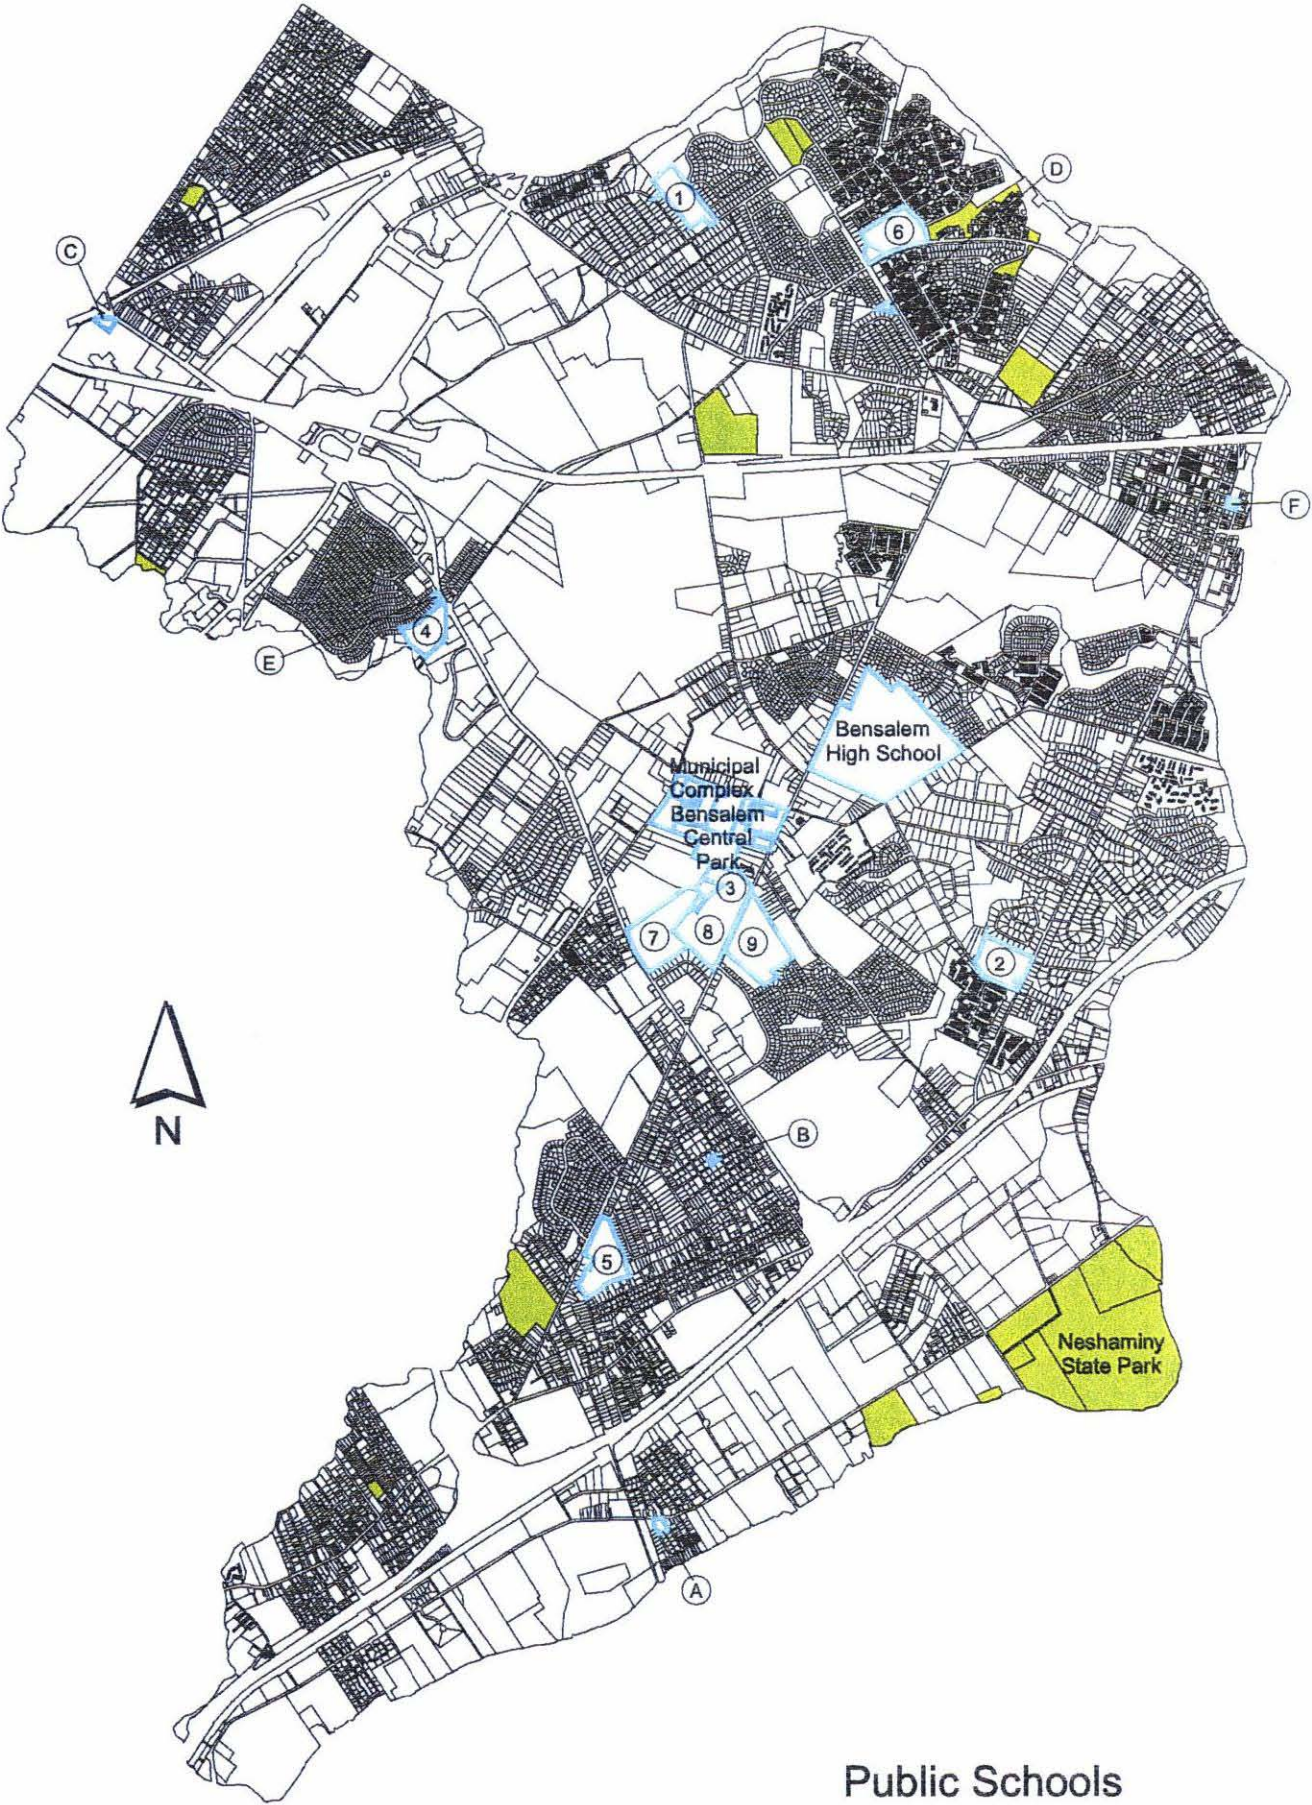 D
1
6
C
F
4
E
Bensalem
High School
Municipal
Complex
Bensalem
Central
Park
3
7
8
9
2
N
B
5
Neshaminy
State Park
A
Public Schools